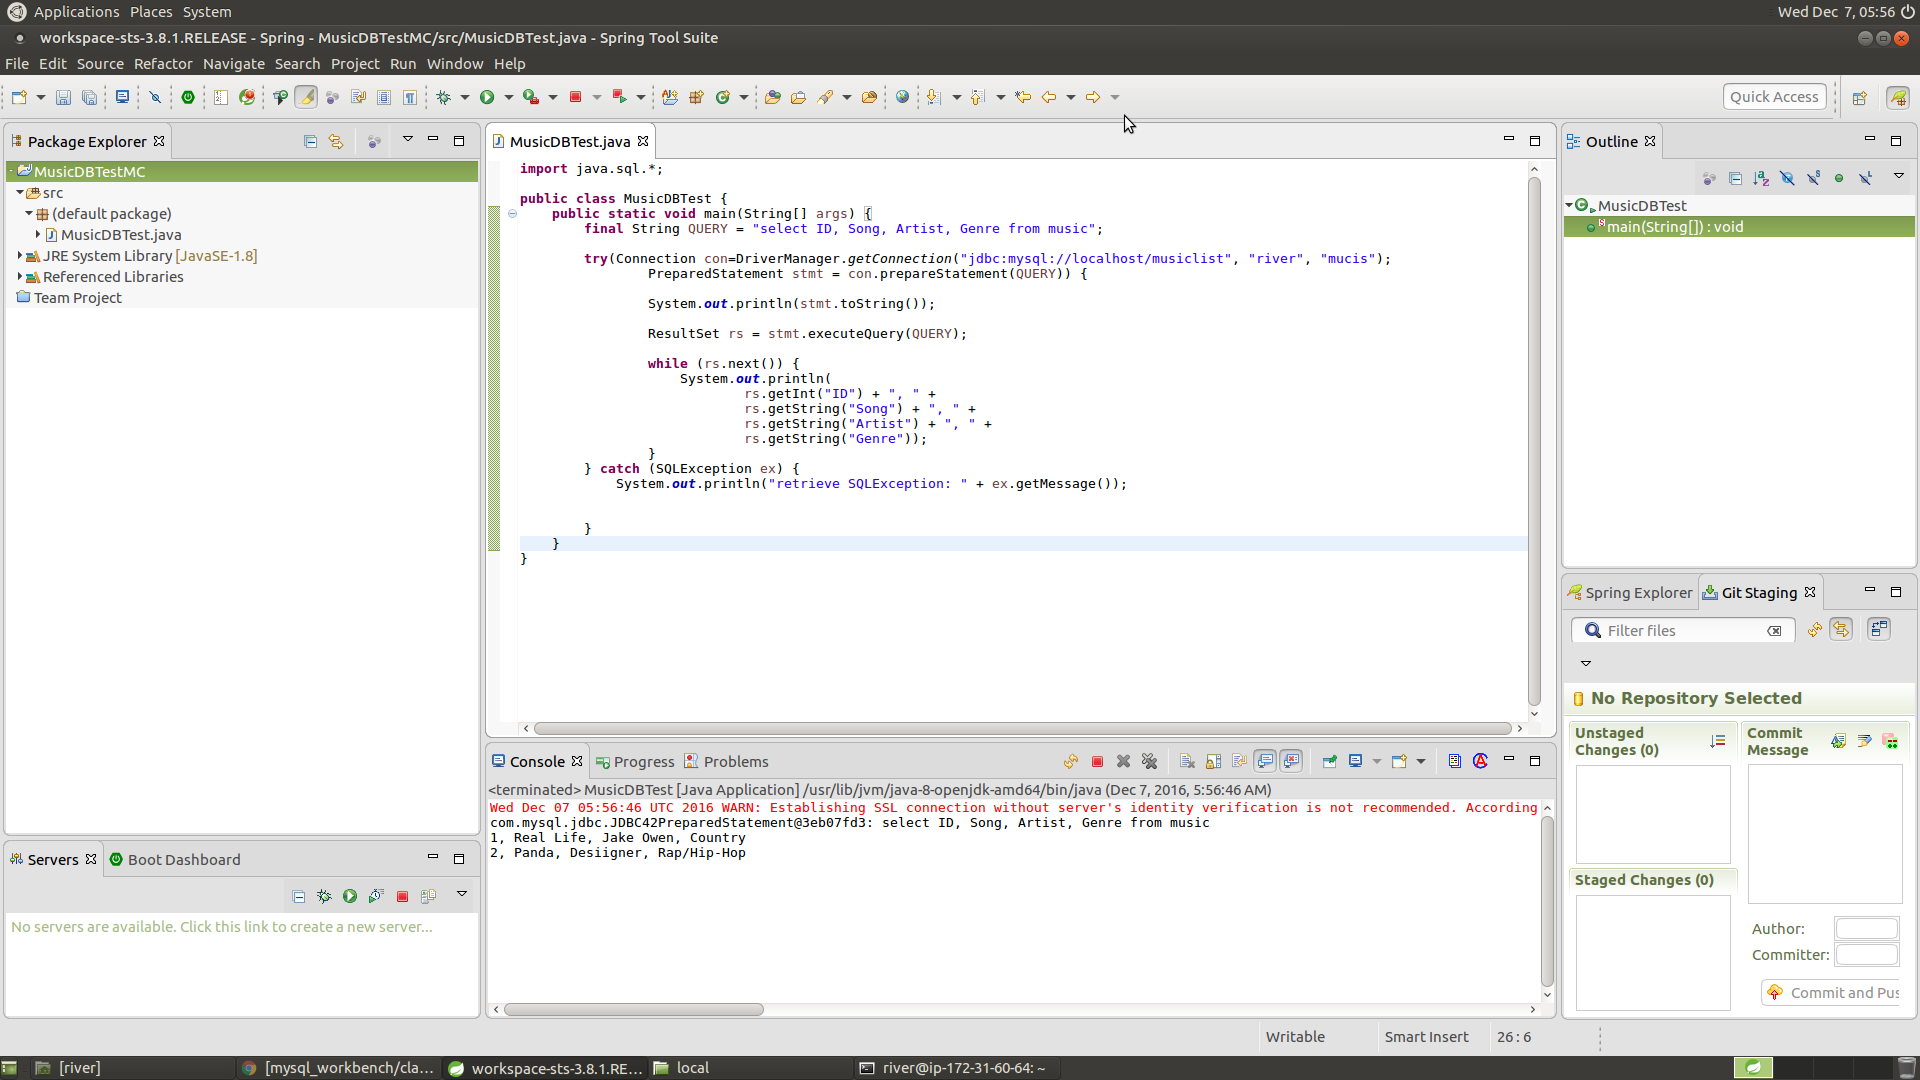 Applications Places System
Wed Dec 7, 05:56
workspace-sts-3.8.1.RELEASE - Spring - MusicDBTestMC/src/MusicDBTest.java - Spring Tool Suite
File Edit Source Refactor Navigate Search Project Run Window Help
Quick Access
Package Explorer
MusicDBTestMC
src
(default package)
MusicDBTest.java
JRE System Library [JavaSE-1.8]
Referenced Libraries
Team Project
MusicDBTest.java
import java.sql.*;
public class MusicDBTest {
public static void main(String[] args) {
final String QUERY = "select ID, Song, Artist, Genre from music";
try(Connection con=DriverManager.getConnection("jdbc:mysql://localhost/musiclist", "river", "mucis");
PreparedStatement stmt = con.prepareStatement(QUERY)) {
System.out.println(stmt.toString());
ResultSet rs = stmt.executeQuery(QUERY);
while (rs.next()) {
System.out.println(
rs.getInt("ID") + ", " +
rs.getString("Song") + ", " +
rs.getString("Artist") + ", " +
rs.getString("Genre"));
}
} catch (SQLException ex) {
System.out.println("retrieve SQLException: " + ex.getMessage());
}
}
}
Outline
MusicDBTest
main(String[]) : void
Spring Explorer Git Staging
Filter files
No Repository Selected
Unstaged Changes (0)
Commit Message
Staged Changes (0)
Author:
Committer:
Commit and Pus
Servers Boot Dashboard
No servers are available. Click this link to create a new server...
Console Progress Problems
<terminated> MusicDBTest [Java Application] /usr/lib/jvm/java-8-openjdk-amd64/bin/java (Dec 7, 2016, 5:56:46 AM)
Wed Dec 07 05:56:46 UTC 2016 WARN: Establishing SSL connection without server's identity verification is not recommended. According
com.mysql.jdbc.JDBC42PreparedStatement@3eb07fd3: select ID, Song, Artist, Genre from music
1, Real Life, Jake Owen, Country
2, Panda, Desiigner, Rap/Hip-Hop
Writable Smart Insert 26 : 6
[river] [mysql_workbench/cla... workspace-sts-3.8.1.RE... local river@ip-172-31-60-64: ~